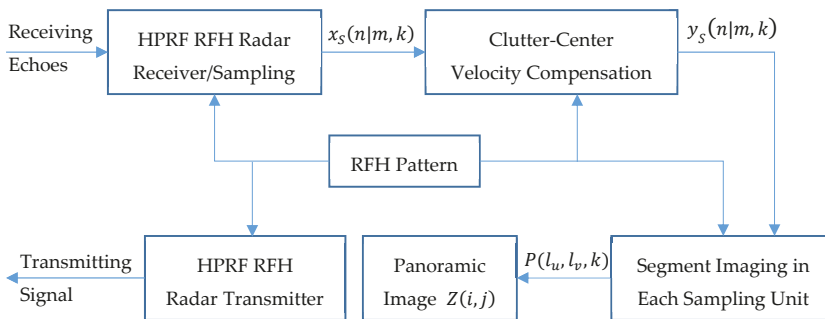 Receiving
Echoes
HPRF RFH Radar
Receiver/Sampling
x_S(n|m, k)
Clutter-Center
Velocity Compensation
y_S(n|m, k)
RFH Pattern
Transmitting
Signal
HPRF RFH
Radar Transmitter
Panoramic
Image Z(i, j)
P(l_u, l_v, k)
Segment Imaging in
Each Sampling Unit